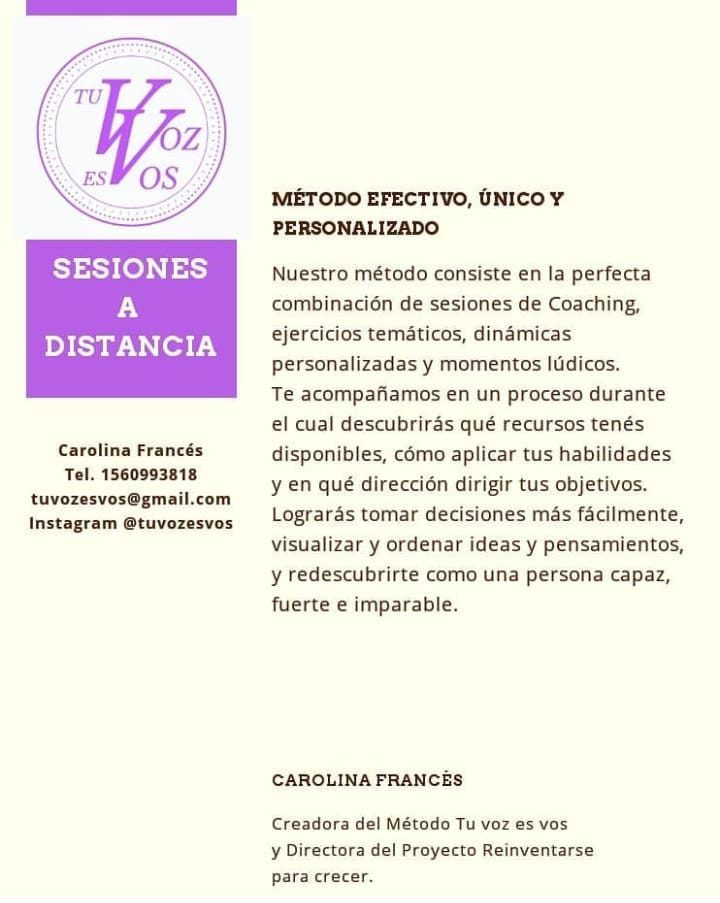 TU
VOZ
ES
VOS
SESIONES
A
DISTANCIA
Carolina Francés
Tel. 1560993818
tuvozesvos@gmail.com
Instagram @tuvozesvos
MÉTODO EFECTIVO, ÚNICO Y
PERSONALIZADO
Nuestro método consiste en la perfecta
combinación de sesiones de Coaching,
ejercicios temáticos, dinámicas
personalizadas y momentos lúdicos.
Te acompañamos en un proceso durante
el cual descubrirás qué recursos tenés
disponibles, cómo aplicar tus habilidades
y en qué dirección dirigir tus objetivos.
Lograrás tomar decisiones más fácilmente,
visualizar y ordenar ideas y pensamientos,
y redescubrirte como una persona capaz,
fuerte e imparable.
CAROLINA FRANCÉS
Creadora del Método Tu voz es vos
y Directora del Proyecto Reinventarse
para crecer.